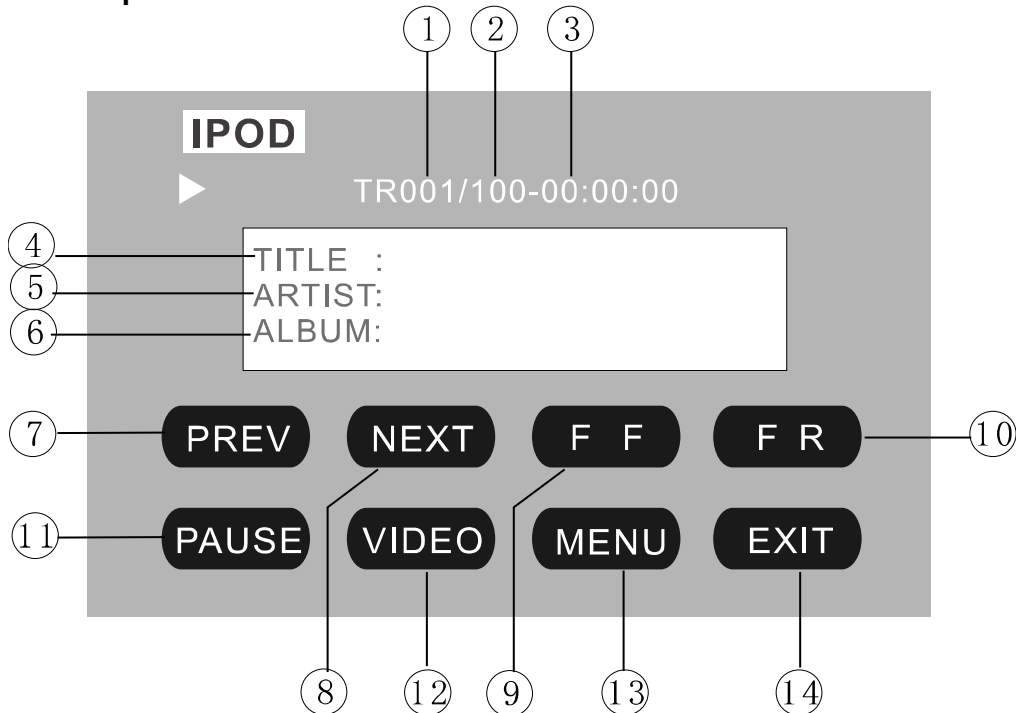 ① ② ③
IPOD
TR001/100-00:00:00
④ TITLE :
⑤ ARTIST:
⑥ ALBUM:
⑦ PREV NEXT F F F R ⑩
⑪ PAUSE VIDEO MENU EXIT
⑧ ⑫ ⑨ ⑬ ⑭